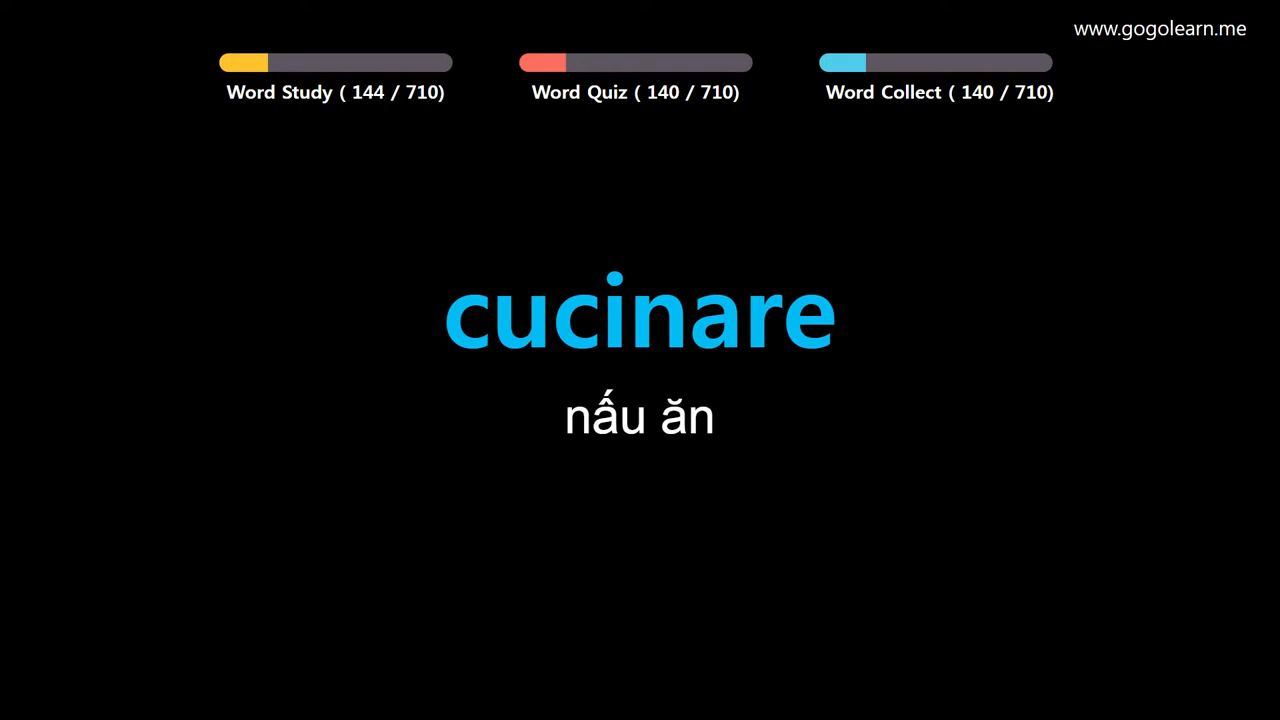 www.gogolearn.me
Word Study ( 144 / 710)
Word Quiz ( 140 / 710)
Word Collect ( 140 / 710)
cucinare
nấu ăn